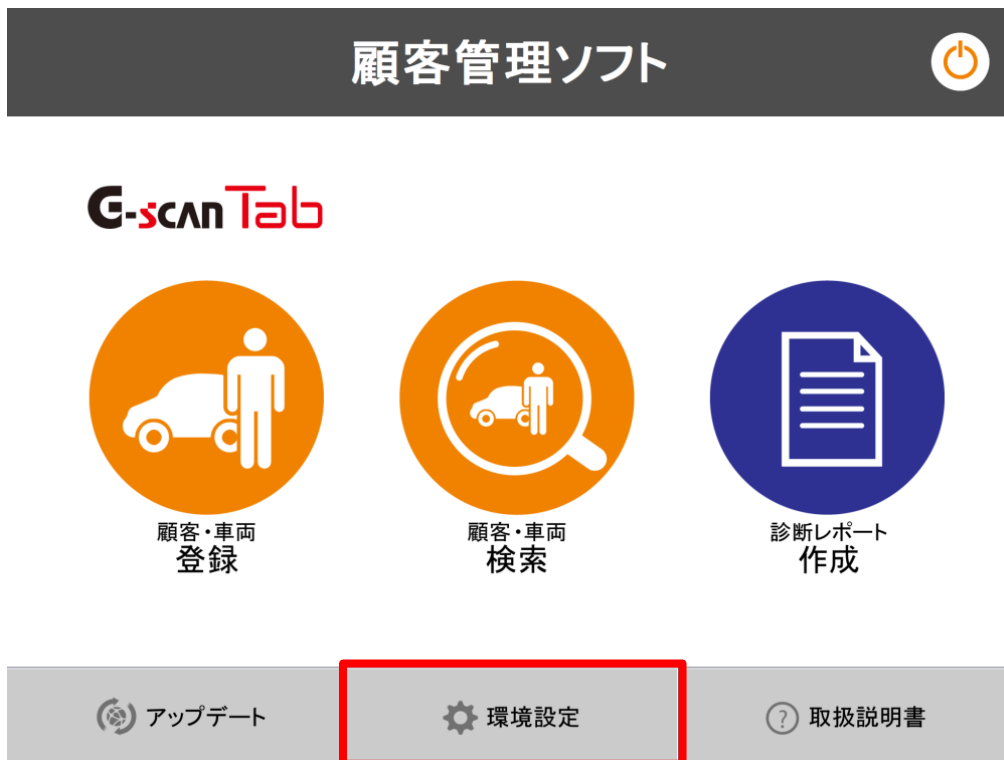 顧客管理ソフト
G-scan Tab
顧客・車両
登録
顧客・車両
検索
診断レポート
作成
アップデート
環境設定
? 取扱説明書